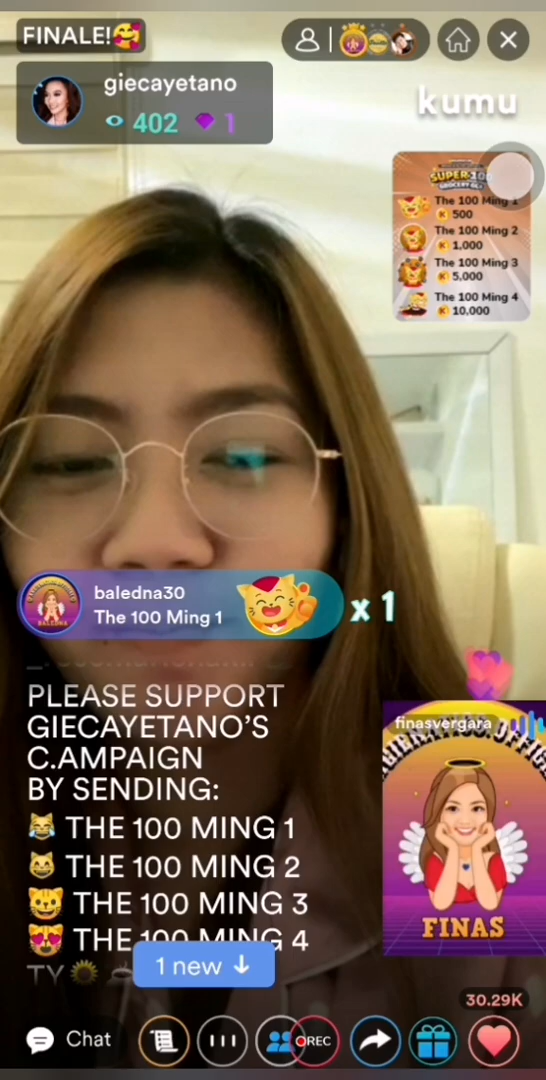 FINALE!🥰
giecayetano
402 1
kumu
SUPER 100
The 100 Ming 1
500
The 100 Ming 2
1,000
The 100 Ming 3
5,000
The 100 Ming 4
10,000
baledna30
The 100 Ming 1
x 1
PLEASE SUPPORT
GIECAYETANO'S
C.AMPAIGN
BY SENDING:
😹 THE 100 MING 1
😸 THE 100 MING 2
😺 THE 100 MING 3
😻 THE 100 MING 4
TY🌻
1 new ↓
finasvergara
FINAS
30.29K
Chat
REC